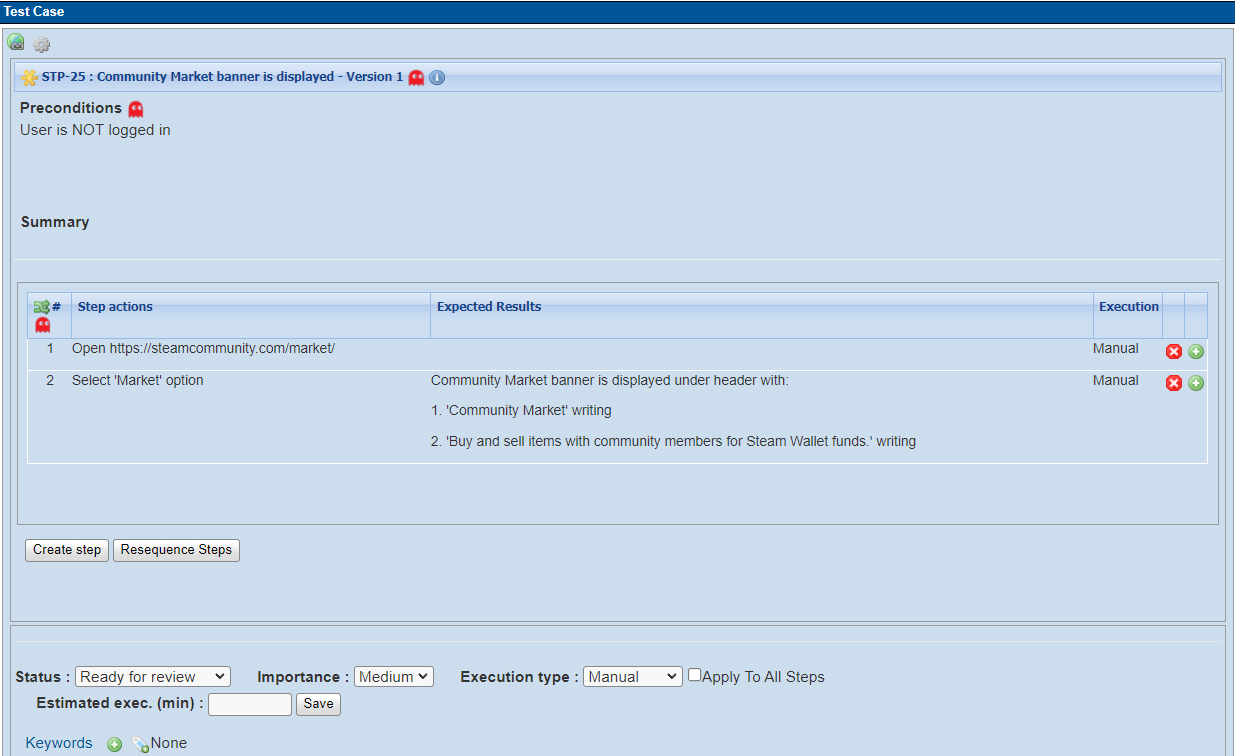 Test Case
STP-25 : Community Market banner is displayed - Version 1
Preconditions
User is NOT logged in
Summary
# Step actions Expected Results Execution
1 Open https://steamcommunity.com/market/ Manual
2 Select 'Market' option Community Market banner is displayed under header with: Manual
1. 'Community Market' writing
2. 'Buy and sell items with community members for Steam Wallet funds.' writing
Create step Resequence Steps
Status : Ready for review Importance : Medium Execution type : Manual Apply To All Steps
Estimated exec. (min) : Save
Keywords None